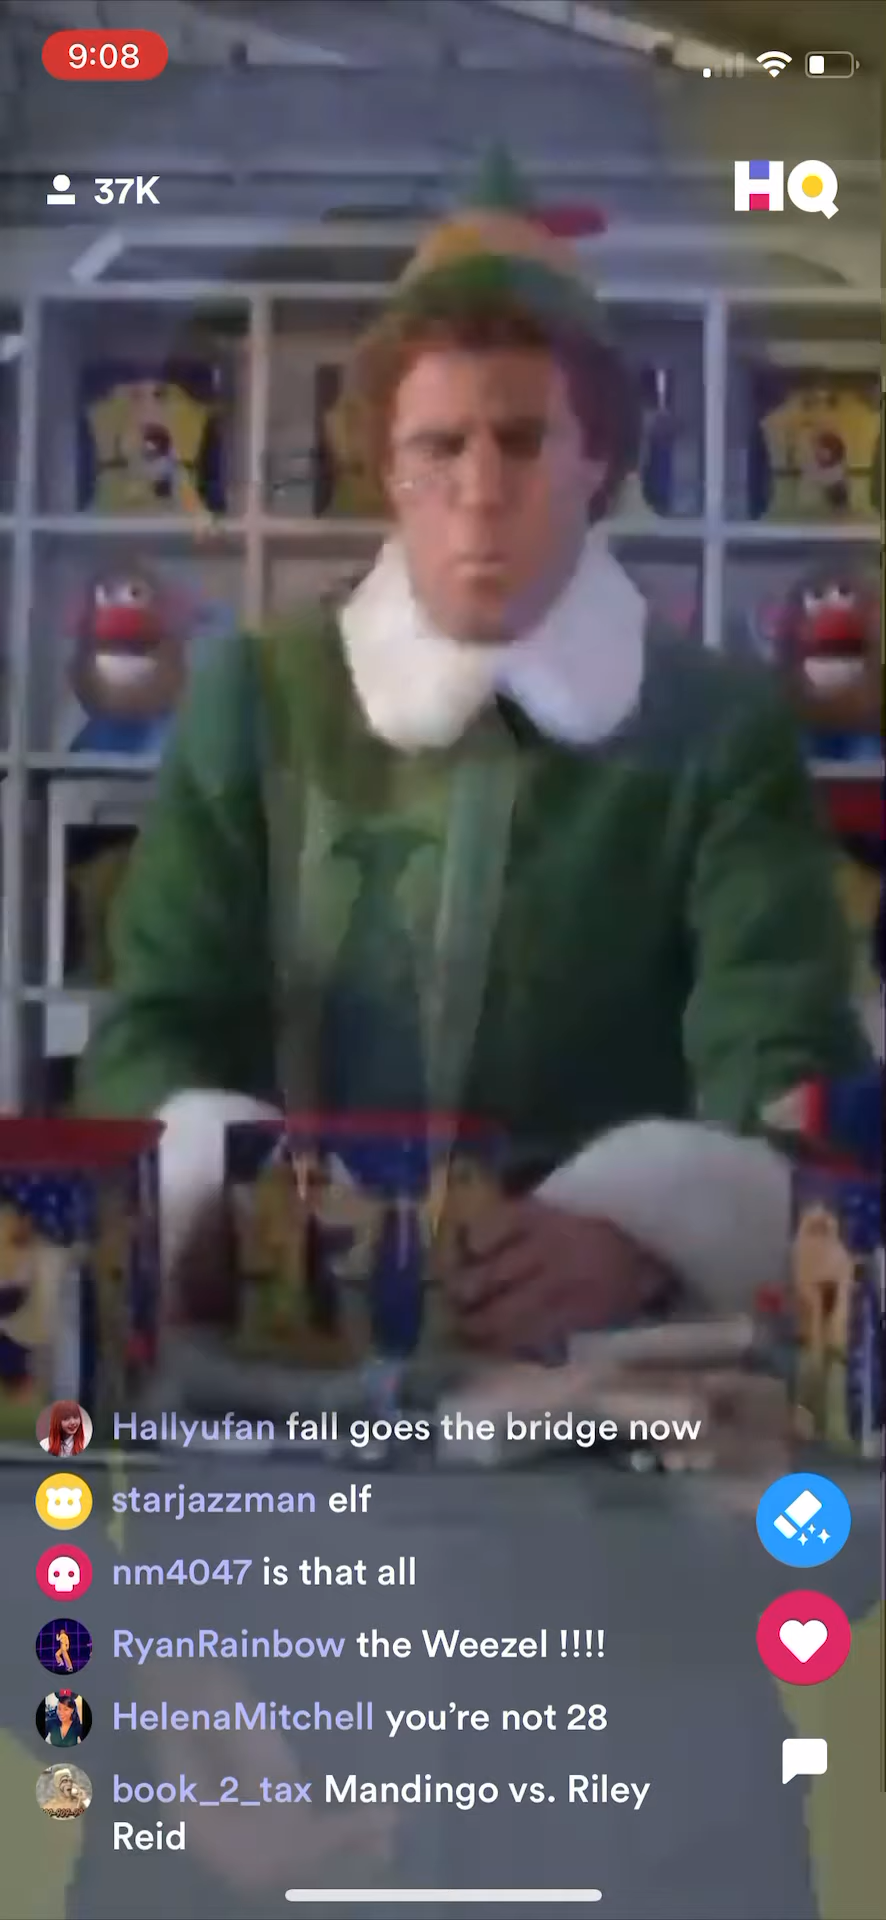 9:08
37K
HQ
Hallyufan fall goes the bridge now
starjazzman elf
nm4047 is that all
RyanRainbow the Weezel !!!!
HelenaMitchell you’re not 28
book_2_tax Mandingo vs. Riley
Reid